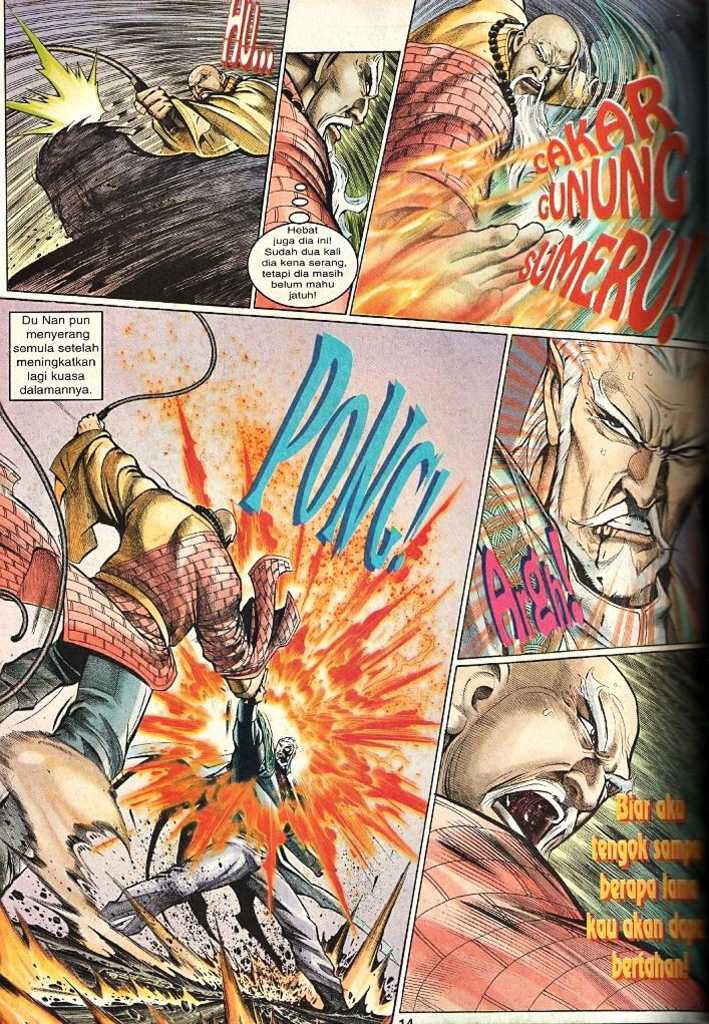 HU...
Hebat
juga dia ini!
Sudah dua kali
dia kena serang,
tetapi dia masih
belum mahu
jatuh!
CAKAR
GUNUNG
SUMERU!
Du Nan pun
menyerang
semula setelah
meningkatkan
lagi kuasa
dalamannya.
PONG!
Argh!
Biar aku
tengok sampai
berapa lama
kau akan dapat
bertahan!
14